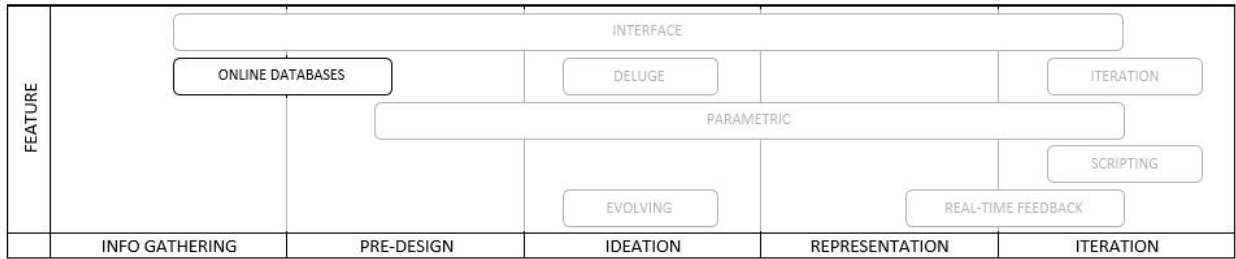 INTERFACE
ONLINE DATABASES
DELUGE
ITERATION
FEATURE
PARAMETRIC
SCRIPTING
EVOLVING
REAL-TIME FEEDBACK
INFO GATHERING
PRE-DESIGN
IDEATION
REPRESENTATION
ITERATION